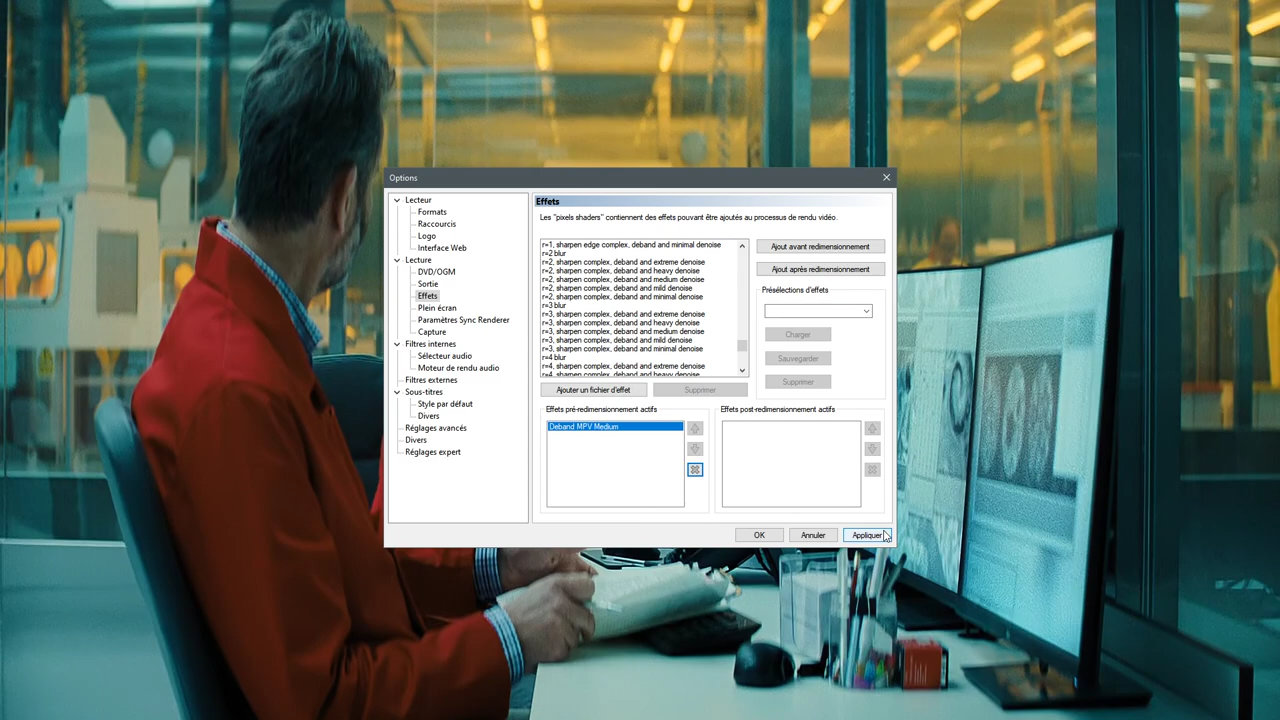 Options
Lecteur
Formats
Raccourcis
Logo
Interface Web
Lecture
DVD/OGM
Sortie
Effets
Plein écran
Paramètres Sync Renderer
Capture
Filtres internes
Sélecteur audio
Moteur de rendu audio
Filtres externes
Sous-titres
Style par défaut
Divers
Réglages avancés
Divers
Réglages expert
Effets
Les "pixels shaders" contiennent des effets pouvant être ajoutés au processus de rendu vidéo.
r=1, sharpen edge complex, deband and minimal denoise
r=2 blur
r=2, sharpen complex, deband and extreme denoise
r=2, sharpen complex, deband and heavy denoise
r=2, sharpen complex, deband and medium denoise
r=2, sharpen complex, deband and mild denoise
r=2, sharpen complex, deband and minimal denoise
r=3 blur
r=3, sharpen complex, deband and extreme denoise
r=3, sharpen complex, deband and heavy denoise
r=3, sharpen complex, deband and medium denoise
r=3, sharpen complex, deband and mild denoise
r=3, sharpen complex, deband and minimal denoise
r=4 blur
r=4, sharpen complex, deband and extreme denoise
r=4, sharpen complex, deband and heavy denoise
Ajout avant redimensionnement
Ajout après redimensionnement
Présélections d'effets
Charger
Sauvegarder
Supprimer
Ajouter un fichier d'effet
Supprimer
Effets pré-redimensionnement actifs
Deband MPV Medium
Effets post-redimensionnement actifs
OK
Annuler
Appliquer